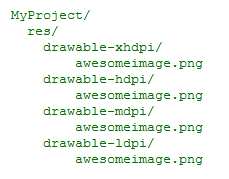 MyProject/
res/
drawable-xhdpi/
awesomeimage.png
drawable-hdpi/
awesomeimage.png
drawable-mdpi/
awesomeimage.png
drawable-ldpi/
awesomeimage.png